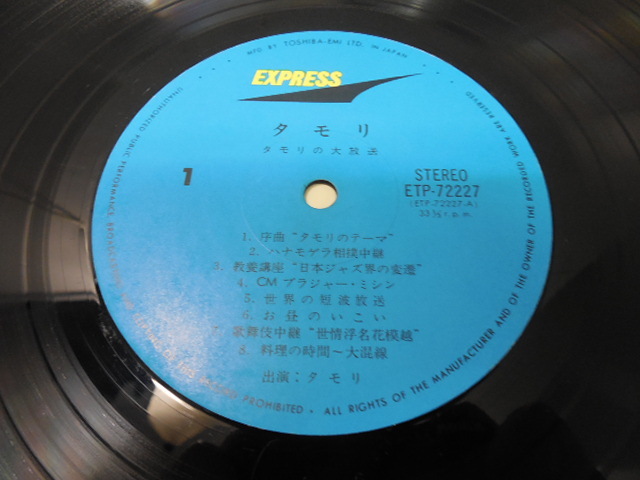 MFD BY TOSHIBA-EMI LTD. IN JAPAN
EXPRESS
タモリ
タモリの大放送
1
STEREO
ETP-72227
(ETP-72227-A)
33⅓ r.p.m.
1. 序曲“タモリのテーマ”
2. ハナモゲラ相撲中継
3. 教養講座“日本ジャズ界の変遷”
4. CM ブラジャー・ミシン
5. 世界の短波放送
6. お昼のいこい
7. 歌舞伎中継“世情浮名花模越”
8. 料理の時間〜大混線
出演：タモリ
UNAUTHORIZED PUBLIC PERFORMANCE, PROHIBITED • ALL RIGHTS OF THE MANUFACTURER AND OF THE OWNER OF THE RECORDED WORK ARE RESERVED